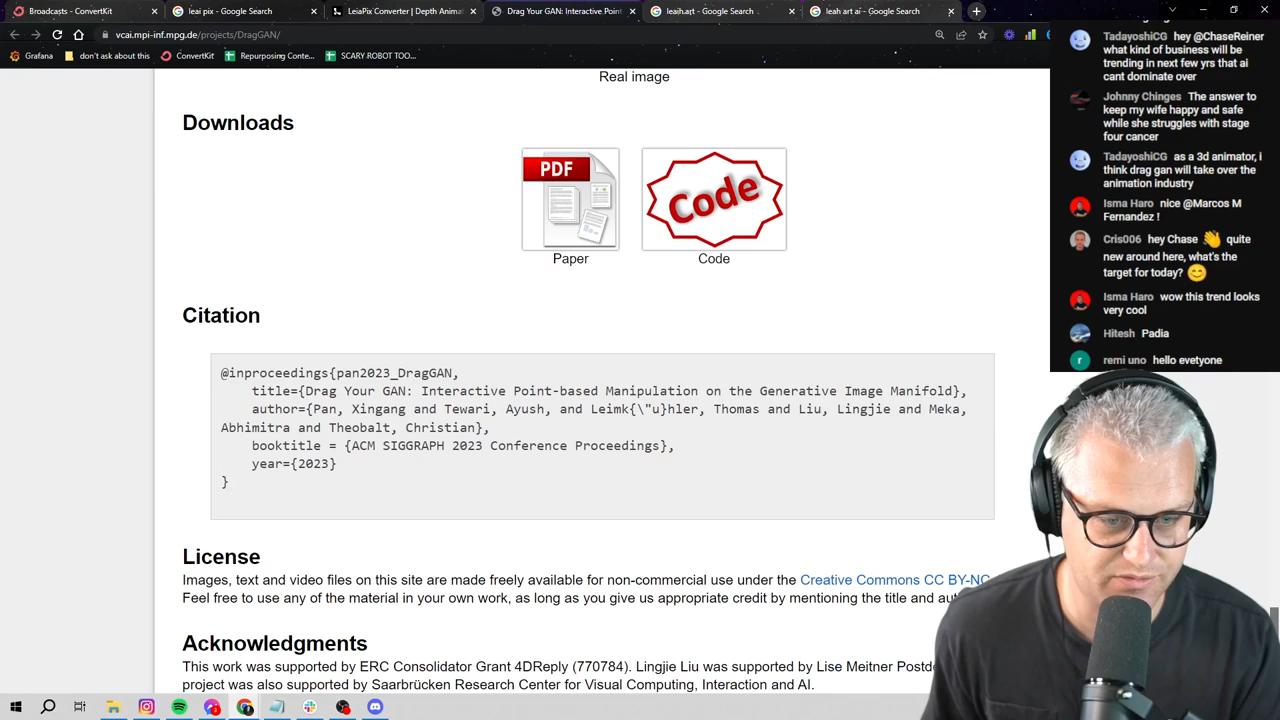 Broadcasts - ConvertKit
leai pix - Google Search
LeiaPix Converter | Depth Animat
Drag Your GAN: Interactive Point
leaih.art - Google Search
leah art ai - Google Search
vcai.mpi-inf.mpg.de/projects/DragGAN/
Grafana
don't ask about this
ConvertKit
Repurposing Conte...
SCARY ROBOT TOO...
Real image
Downloads
PDF
Code
Paper
Code
Citation
@inproceedings{pan2023_DragGAN,
title={Drag Your GAN: Interactive Point-based Manipulation on the Generative Image Manifold},
author={Pan, Xingang and Tewari, Ayush, and Leimk{\"u}hler, Thomas and Liu, Lingjie and Meka,
Abhimitra and Theobalt, Christian},
booktitle = {ACM SIGGRAPH 2023 Conference Proceedings},
year={2023}
}
License
Images, text and video files on this site are made freely available for non-commercial use under the Creative Commons CC BY-NC
Feel free to use any of the material in your own work, as long as you give us appropriate credit by mentioning the title and
Acknowledgments
This work was supported by ERC Consolidator Grant 4DReply (770784). Lingjie Liu was supported by Lise Meitner
project was also supported by Saarbrücken Research Center for Visual Computing, Interaction and AI.
TadayoshiCG hey @ChaseReiner
what kind of business will be
trending in next few yrs that ai
cant dominate over
Johnny Chinges The answer to
keep my wife happy and safe
while she struggles with stage
four cancer
TadayoshiCG as a 3d animator, i
think drag gan will take over the
animation industry
Isma Haro nice @Marcos M
Fernandez !
Cris006 hey Chase 👋 quite
new around here, what's the
target for today? 😊
Isma Haro wow this trend looks
very cool
Hitesh Padia
r
remi uno hello evetyone